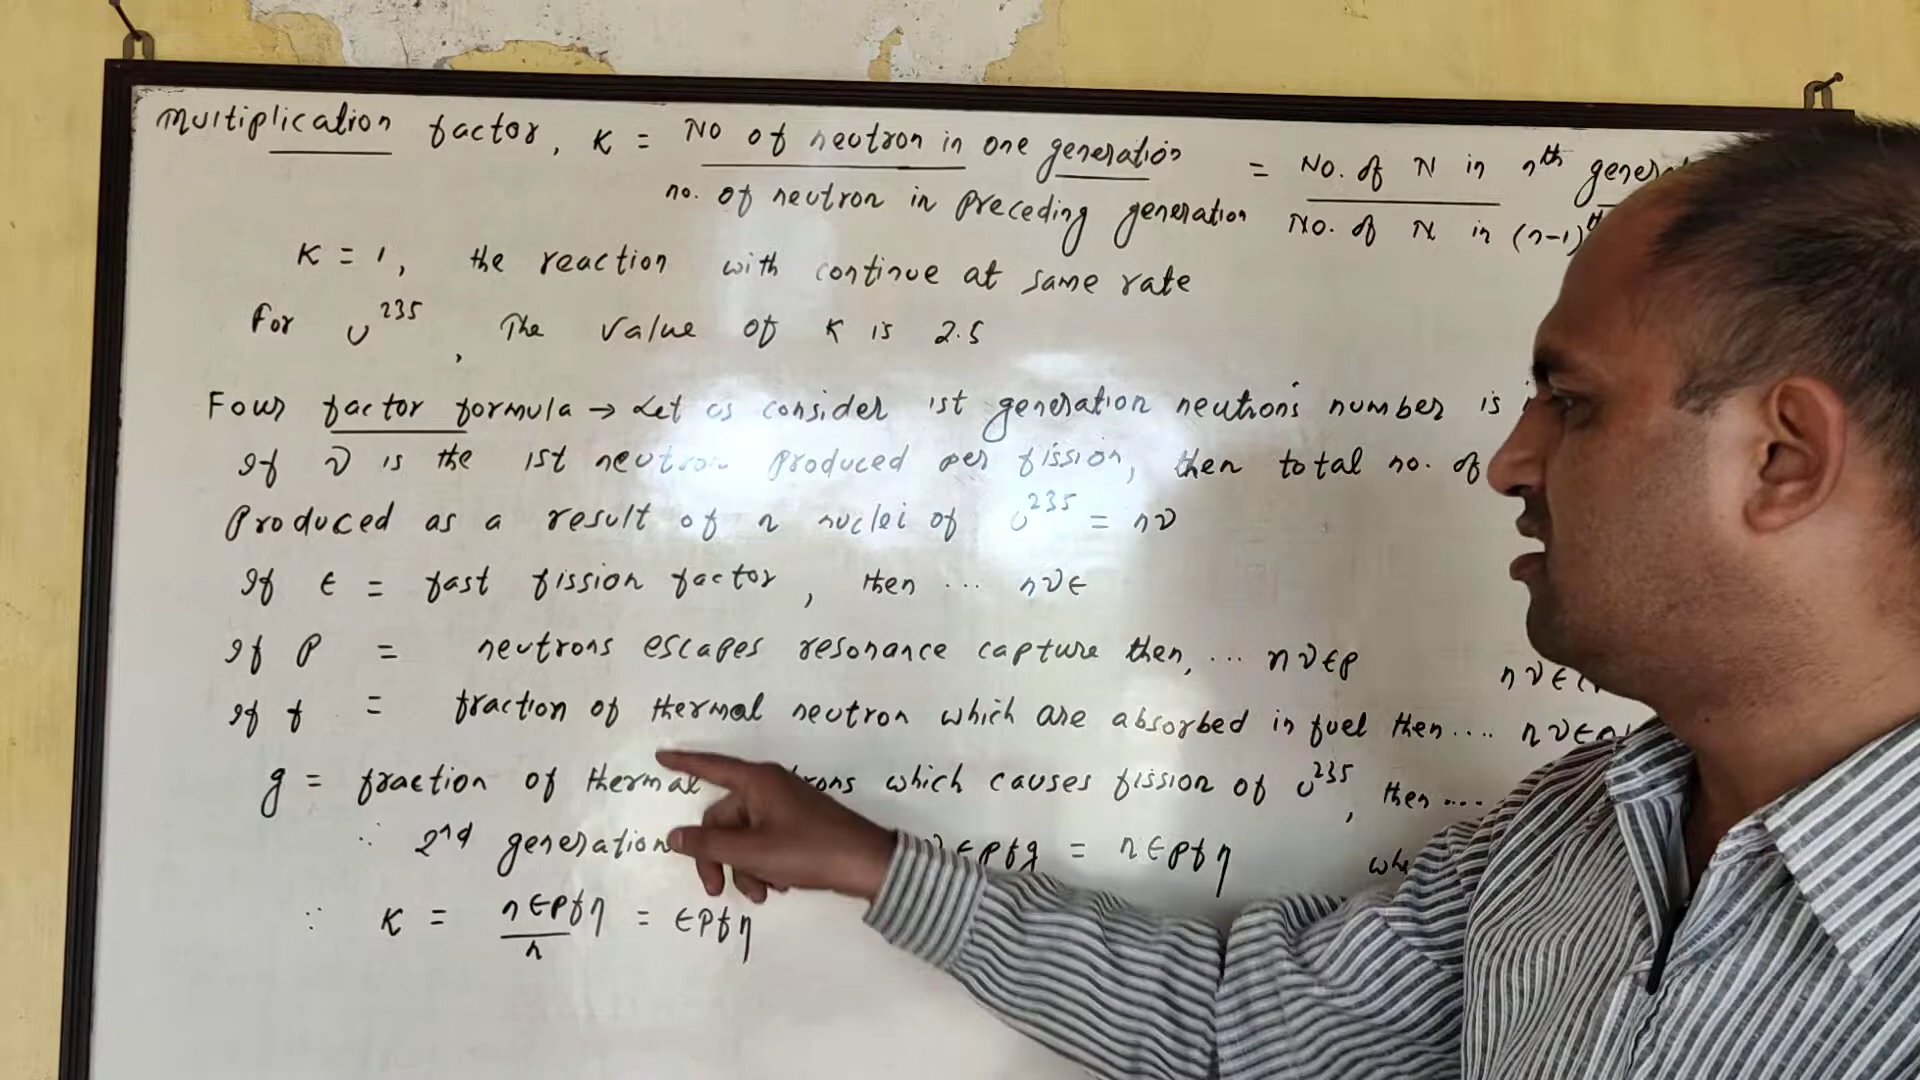 Multiplication factor, K = No of neutron in one generation / no. of neutron in preceding generation = No. of N in nth / No. of N in (n-1)
K = 1, the reaction with continue at same rate
For U²³⁵, The value of K is 2.5
Four factor formula → Let us consider 1st generation neutron's number is
If ν is the 1st neutron produced per fission, then total no. of
Produced as a result of n nuclei of U²³⁵ = nν
If ϵ = fast fission factor, then ... nνϵ
If P = neutrons escapes resonance capture then, ... nνϵp nνϵ
If f = fraction of thermal neutron which are absorbed in fuel then .... nνϵ
g = fraction of thermal which causes fission of U²³⁵, then ....
∴ 2nd generation νϵpfg = nϵpfη
∵ K = nϵpfη / n = ϵpfη